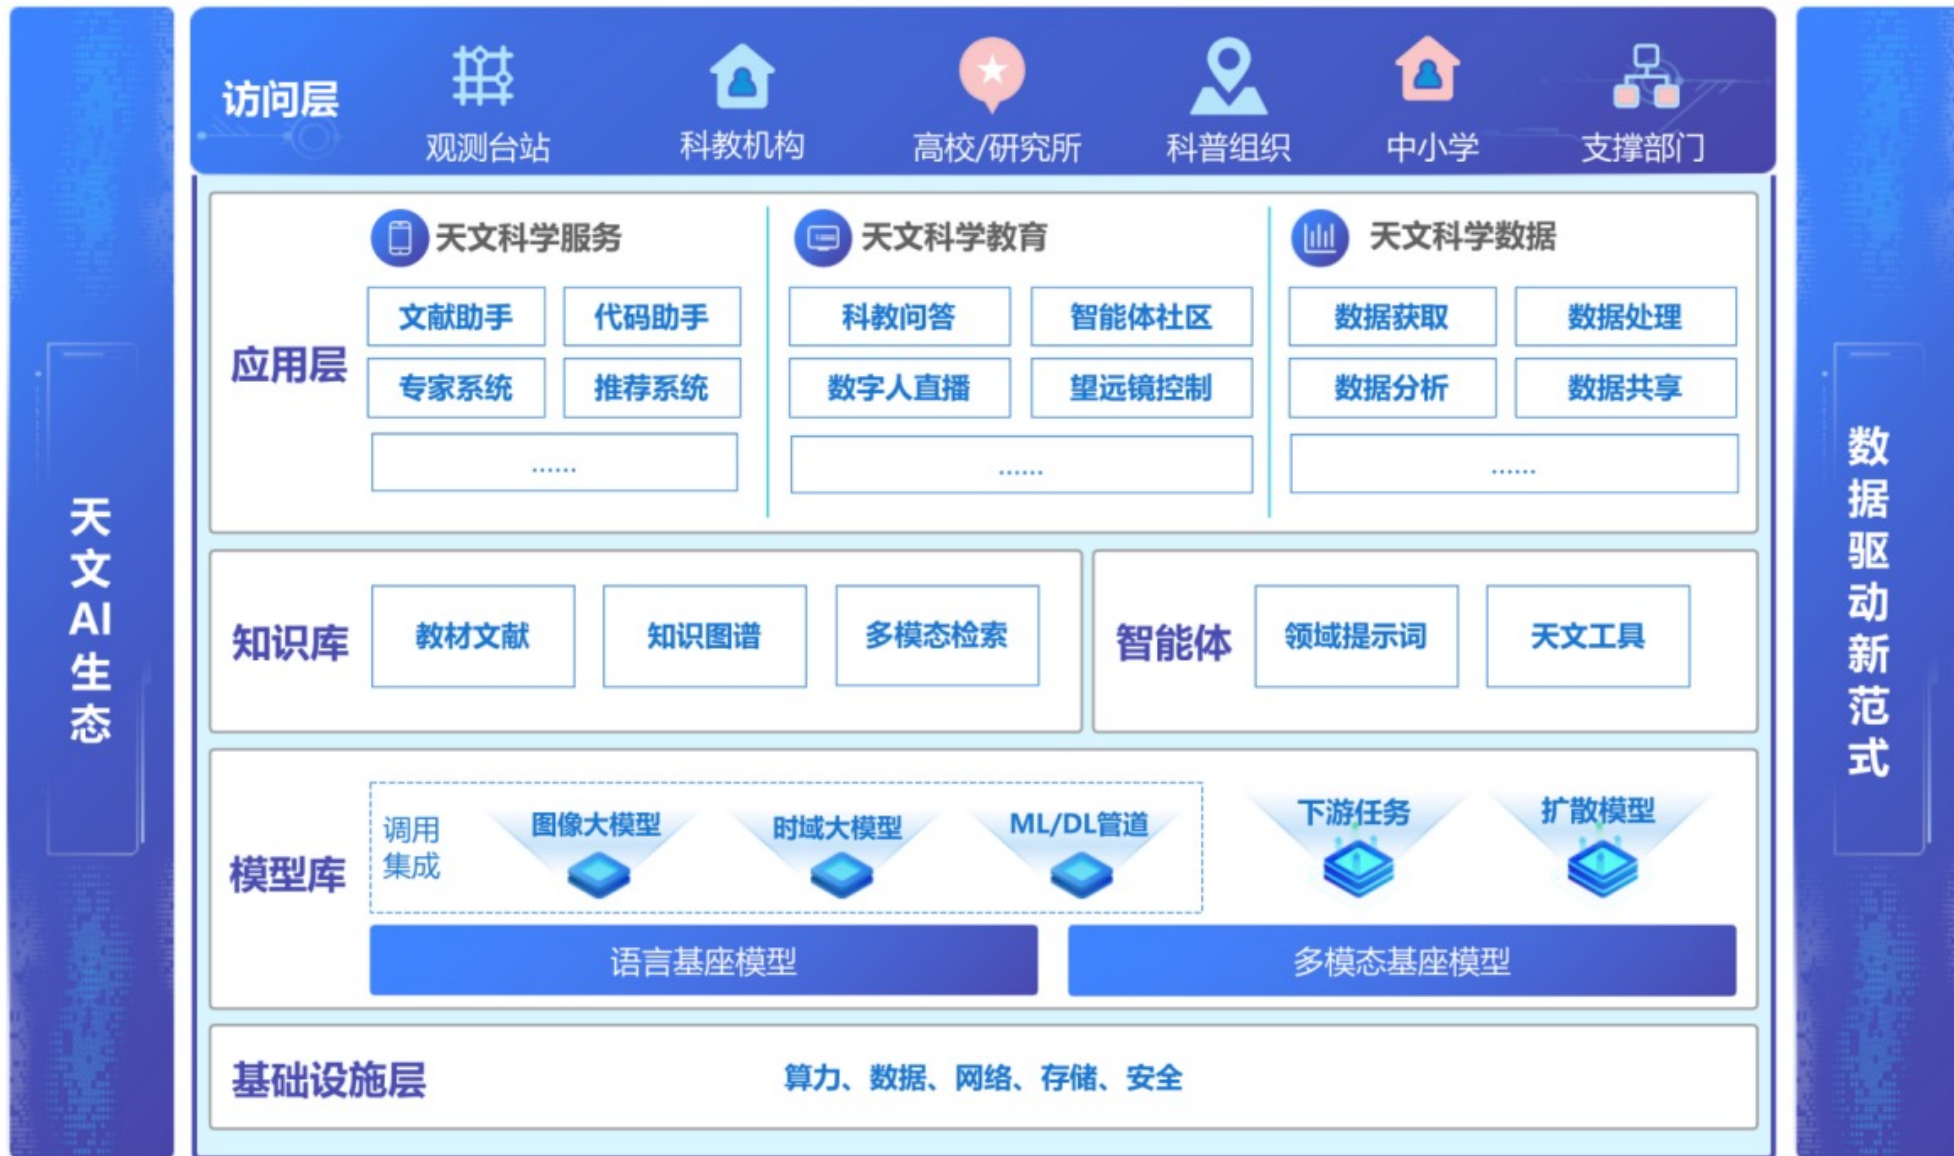 天文AI生态
访问层
观测台站 科教机构 高校/研究所 科普组织 中小学 支撑部门
应用层
天文科学服务
文献助手 代码助手
专家系统 推荐系统
......
天文科学教育
科教问答 智能体社区
数字人直播 望远镜控制
......
天文科学数据
数据获取 数据处理
数据分析 数据共享
......
知识库
教材文献 知识图谱 多模态检索
智能体
领域提示词 天文工具
模型库
调用
集成
图像大模型 时域大模型 ML/DL管道
下游任务 扩散模型
语言基座模型 多模态基座模型
基础设施层
算力、数据、网络、存储、安全
数据驱动新范式